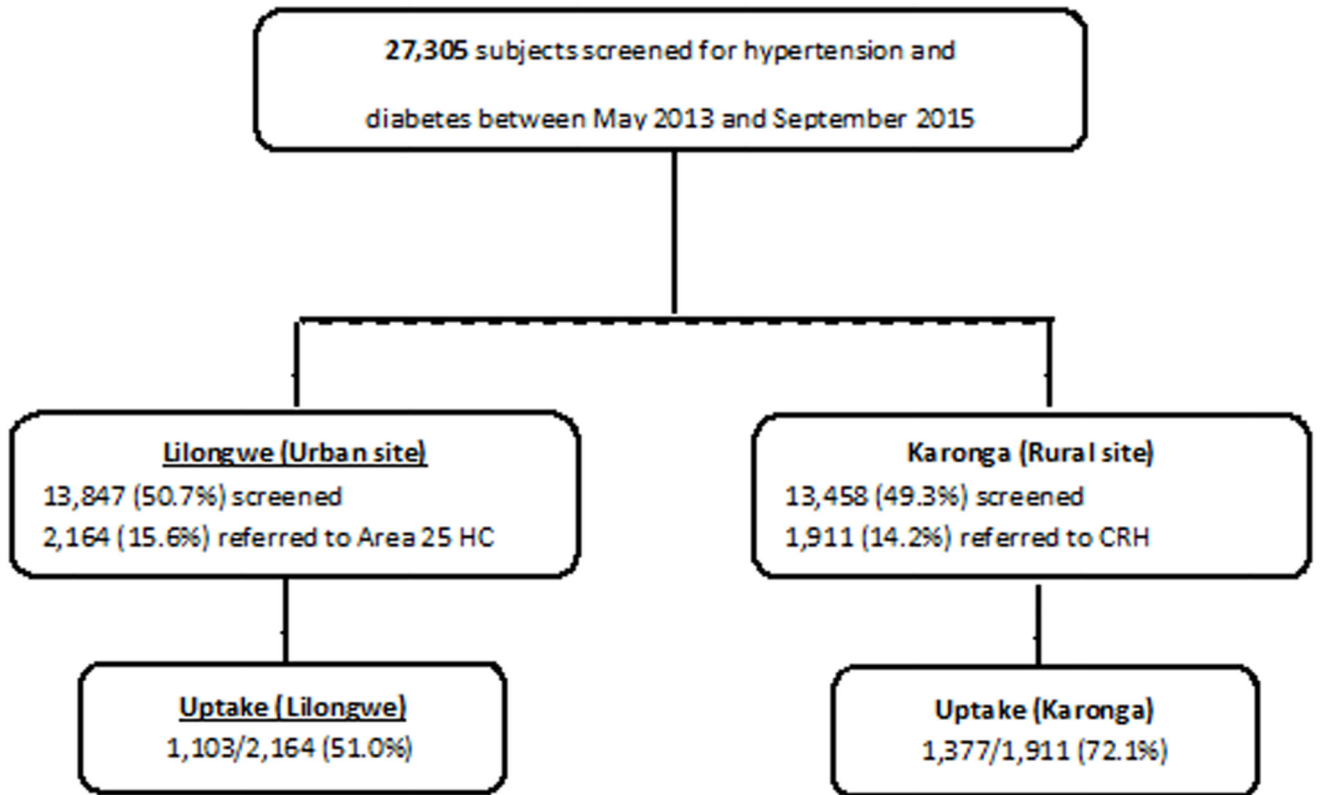 27,305 subjects screened for hypertension and
diabetes between May 2013 and September 2015
Lilongwe (Urban site)
13,847 (50.7%) screened
2,164 (15.6%) referred to Area 25 HC
Karonga (Rural site)
13,458 (49.3%) screened
1,911 (14.2%) referred to CRH
Uptake (Lilongwe)
1,103/2,164 (51.0%)
Uptake (Karonga)
1,377/1,911 (72.1%)